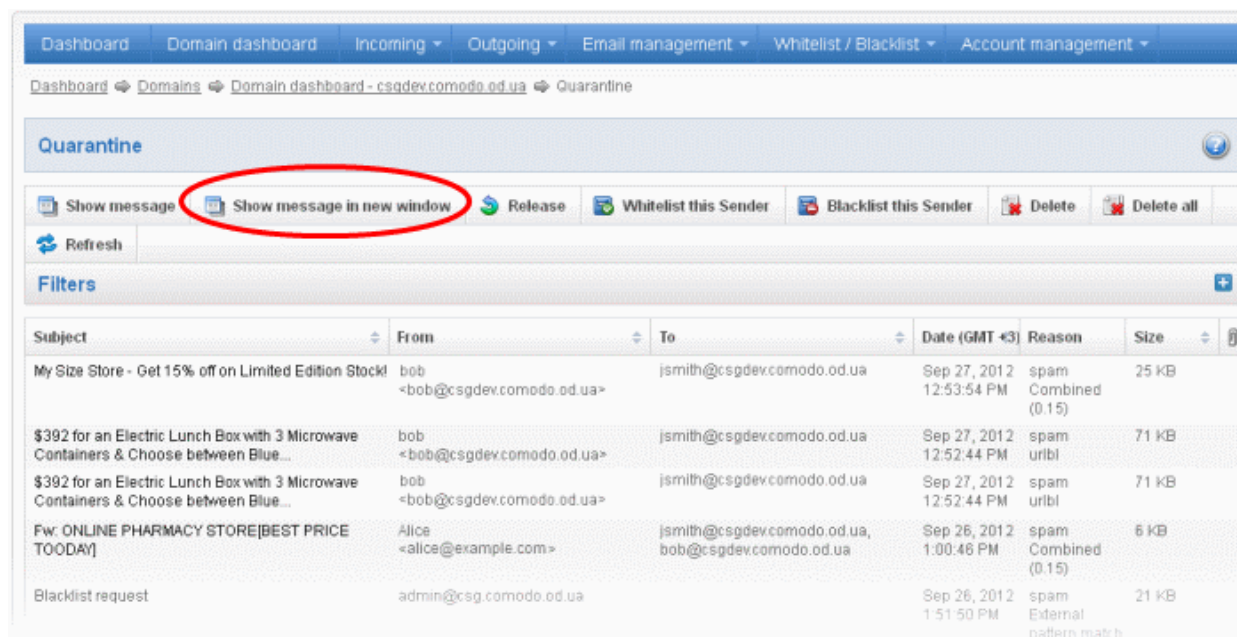 Dashboard Domain dashboard Incoming Outgoing Email management Whitelist / Blacklist Account management
Dashboard Domains Domain dashboard - csgdev.comodo.od.ua Quarantine
Quarantine
Show message Show message in new window Release Whitelist this Sender Blacklist this Sender Delete Delete all
Refresh
Filters
Subject From To Date (GMT +3) Reason Size
My Size Store - Get 15% off on Limited Edition Stock! bob jsmith@csgdev.comodo.od.ua Sep 27, 2012 spam 25 KB
<bob@csgdev.comodo.od.ua> 12:53:54 PM Combined
(0.15)
$392 for an Electric Lunch Box with 3 Microwave bob jsmith@csgdev.comodo.od.ua Sep 27, 2012 spam 71 KB
Containers & Choose between Blue... <bob@csgdev.comodo.od.ua> 12:52:44 PM urlbl
$392 for an Electric Lunch Box with 3 Microwave bob jsmith@csgdev.comodo.od.ua Sep 27, 2012 spam 71 KB
Containers & Choose between Blue... <bob@csgdev.comodo.od.ua> 12:52:44 PM urlbl
Fw: ONLINE PHARMACY STORE[BEST PRICE Alice jsmith@csgdev.comodo.od.ua, Sep 26, 2012 spam 6 KB
TOODAY] <alice@example.com> bob@csgdev.comodo.od.ua 1:00:46 PM Combined
(0.15)
Blacklist request admin@csg.comodo.od.ua Sep 26, 2012 spam 21 KB
1:51:50 PM External
pattern match